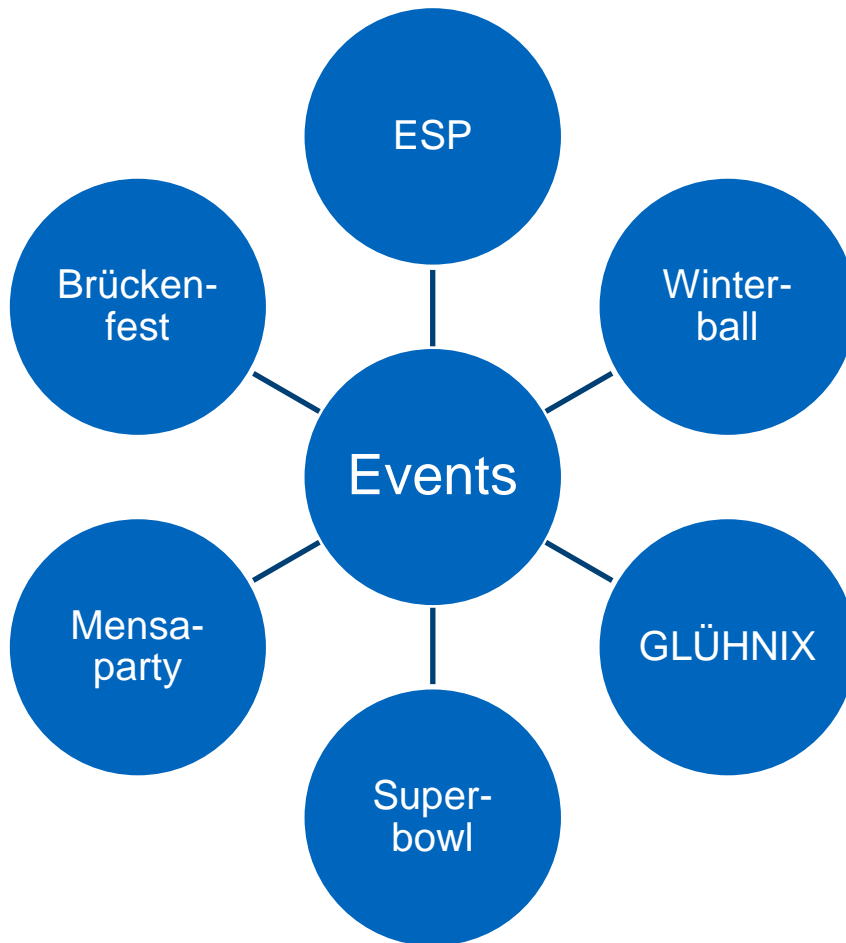 ESP
Brücken-
fest
Winter-
ball
Events
Mensa-
party
GLÜHNIX
Super-
bowl